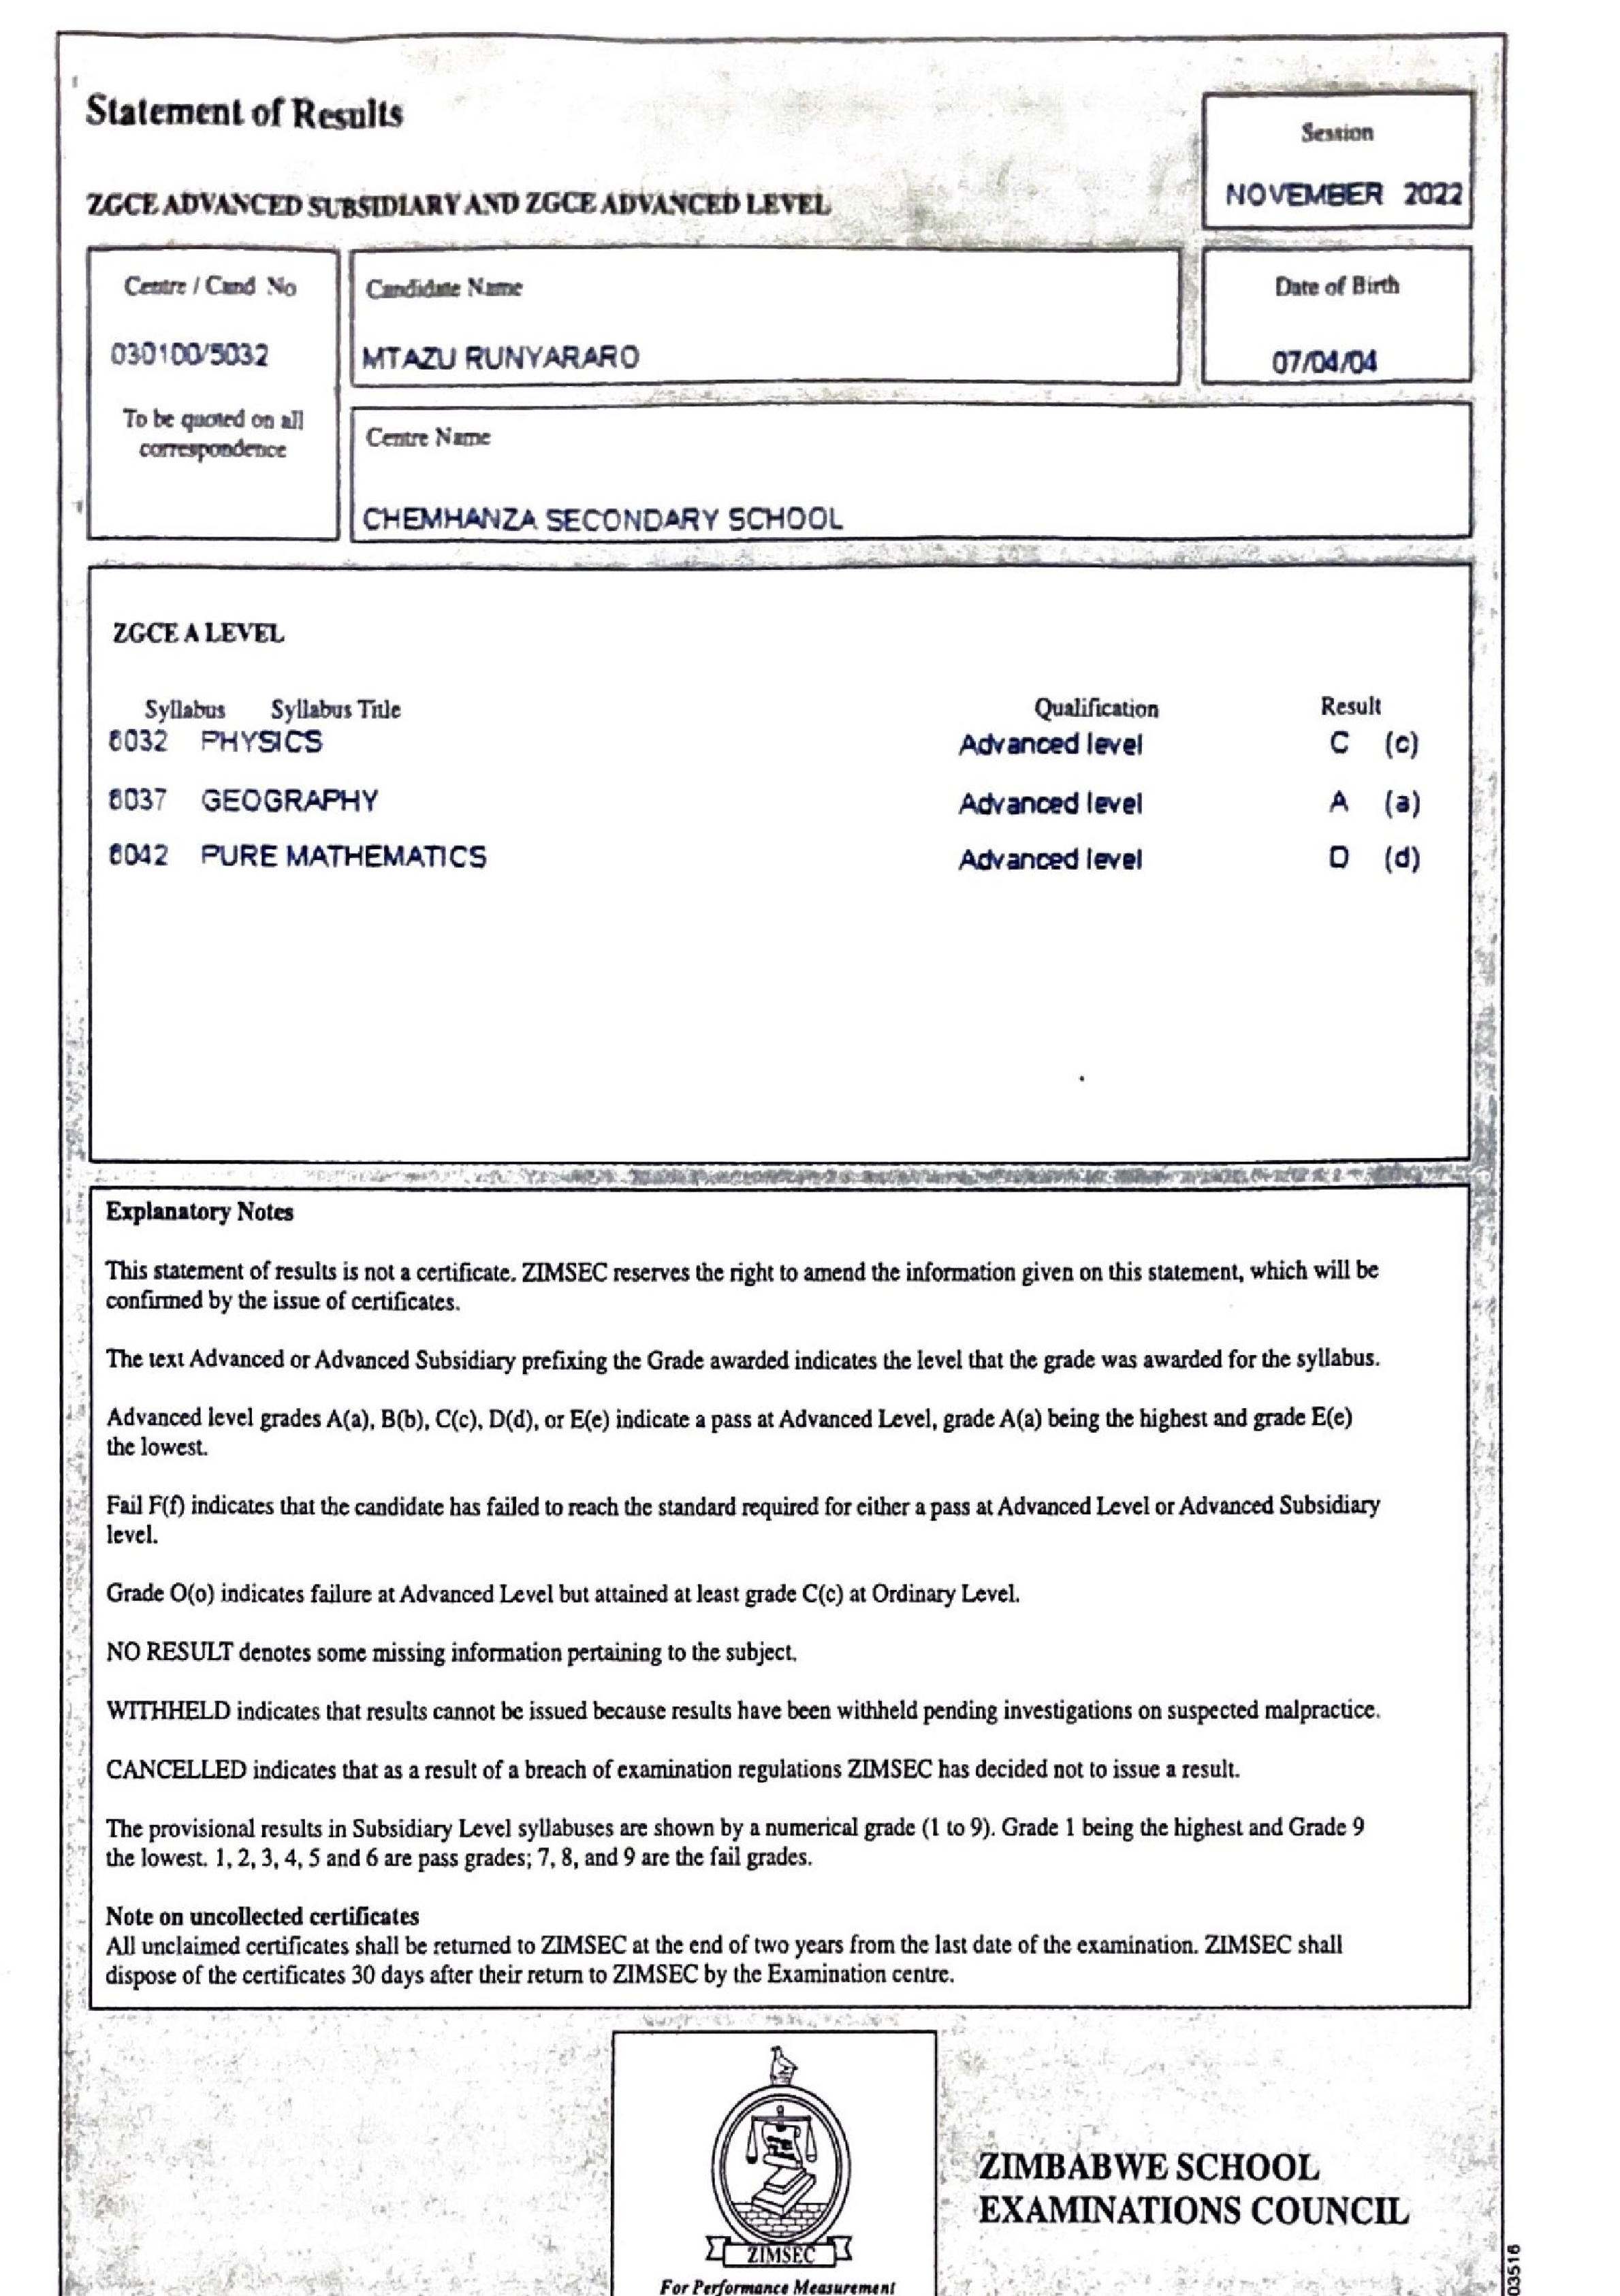 Statement of Results
Session
NOVEMBER 2022
ZGCE ADVANCED SUBSIDIARY AND ZGCE ADVANCED LEVEL
Centre / Cand No
030100/5032
To be quoted on all
correspondence
Candidate Name
MTAZU RUNYARARO
Date of Birth
07/04/04
Centre Name
CHEMHANZA SECONDARY SCHOOL
ZGCE A LEVEL
Syllabus Syllabus Title Qualification Result
6032 PHYSICS Advanced level C (c)
6037 GEOGRAPHY Advanced level A (a)
6042 PURE MATHEMATICS Advanced level D (d)
Explanatory Notes
This statement of results is not a certificate. ZIMSEC reserves the right to amend the information given on this statement, which will be
confirmed by the issue of certificates.
The text Advanced or Advanced Subsidiary prefixing the Grade awarded indicates the level that the grade was awarded for the syllabus.
Advanced level grades A(a), B(b), C(c), D(d), or E(e) indicate a pass at Advanced Level, grade A(a) being the highest and grade E(e)
the lowest.
Fail F(f) indicates that the candidate has failed to reach the standard required for either a pass at Advanced Level or Advanced Subsidiary
level.
Grade O(o) indicates failure at Advanced Level but attained at least grade C(c) at Ordinary Level.
NO RESULT denotes some missing information pertaining to the subject.
WITHHELD indicates that results cannot be issued because results have been withheld pending investigations on suspected malpractice.
CANCELLED indicates that as a result of a breach of examination regulations ZIMSEC has decided not to issue a result.
The provisional results in Subsidiary Level syllabuses are shown by a numerical grade (1 to 9). Grade 1 being the highest and Grade 9
the lowest. 1, 2, 3, 4, 5 and 6 are pass grades; 7, 8, and 9 are the fail grades.
Note on uncollected certificates
All unclaimed certificates shall be returned to ZIMSEC at the end of two years from the last date of the examination. ZIMSEC shall
dispose of the certificates 30 days after their return to ZIMSEC by the Examination centre.
ZIMSEC
For Performance Measurement
ZIMBABWE SCHOOL
EXAMINATIONS COUNCIL
03516